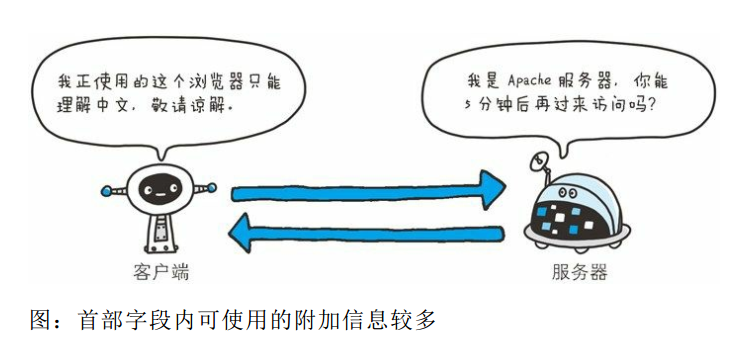 我正使用的这个浏览器只能
理解中文, 敬请谅解。
我是 Apache 服务器, 你能
5 分钟后再过来访问吗?
客户端
服务器
图：首部字段内可使用的附加信息较多